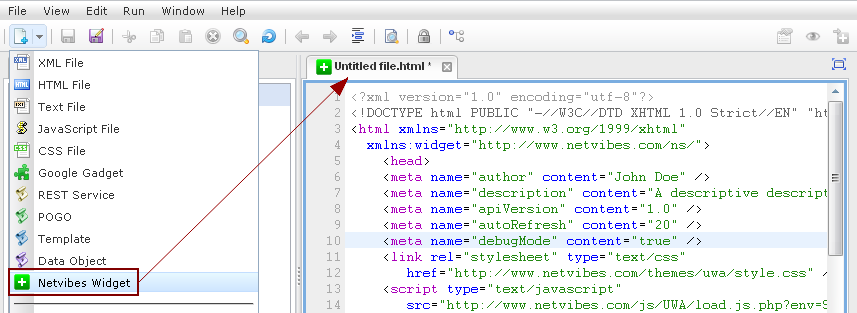 File View Edit Run Window Help
XML File
HTML File
Text File
JavaScript File
CSS File
Google Gadget
REST Service
POGO
Template
Data Object
Netvibes Widget
Untitled file.html *
1 <?xml version="1.0" encoding="utf-8"?>
2 <!DOCTYPE html PUBLIC "-//W3C//DTD XHTML 1.0 Strict//EN"
3 <html xmlns="http://www.w3.org/1999/xhtml"
4 xmlns:widget="http://www.netvibes.com/ns/">
5 <head>
6 <meta name="author" content="John Doe" />
7 <meta name="description" content="A descriptive descript
8 <meta name="apiVersion" content="1.0" />
9 <meta name="autoRefresh" content="20" />
10 <meta name="debugMode" content="true" />
11 <link rel="stylesheet" type="text/css"
12 href="http://www.netvibes.com/themes/uwa/style.css" /
13 <script type="text/javascript"
14 src="http://www.netvibes.com/js/UWA/load.js.php?env=